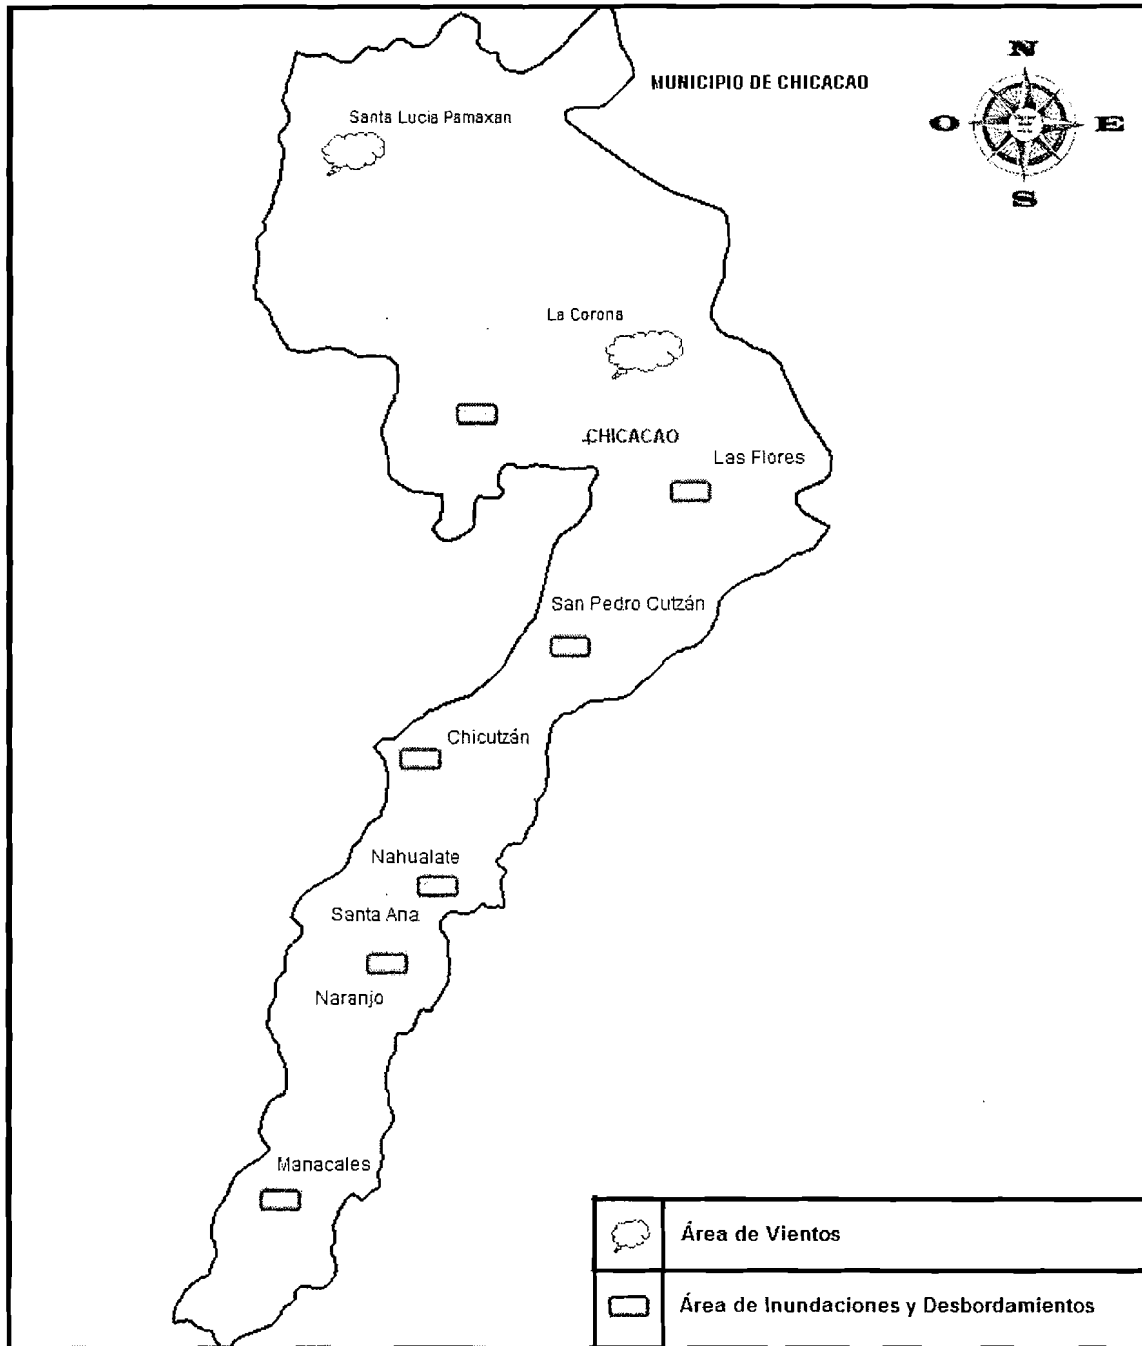 N
MUNICIPIO DE CHICACAO
O
E
Santa Lucia Pamaxan
S
La Corona
CHICACAO
Las Flores
San Pedro Cutzán
Chicutzán
Nahualate
Santa Ana
Naranjo
Manacales
Área de Vientos
Área de Inundaciones y Desbordamientos